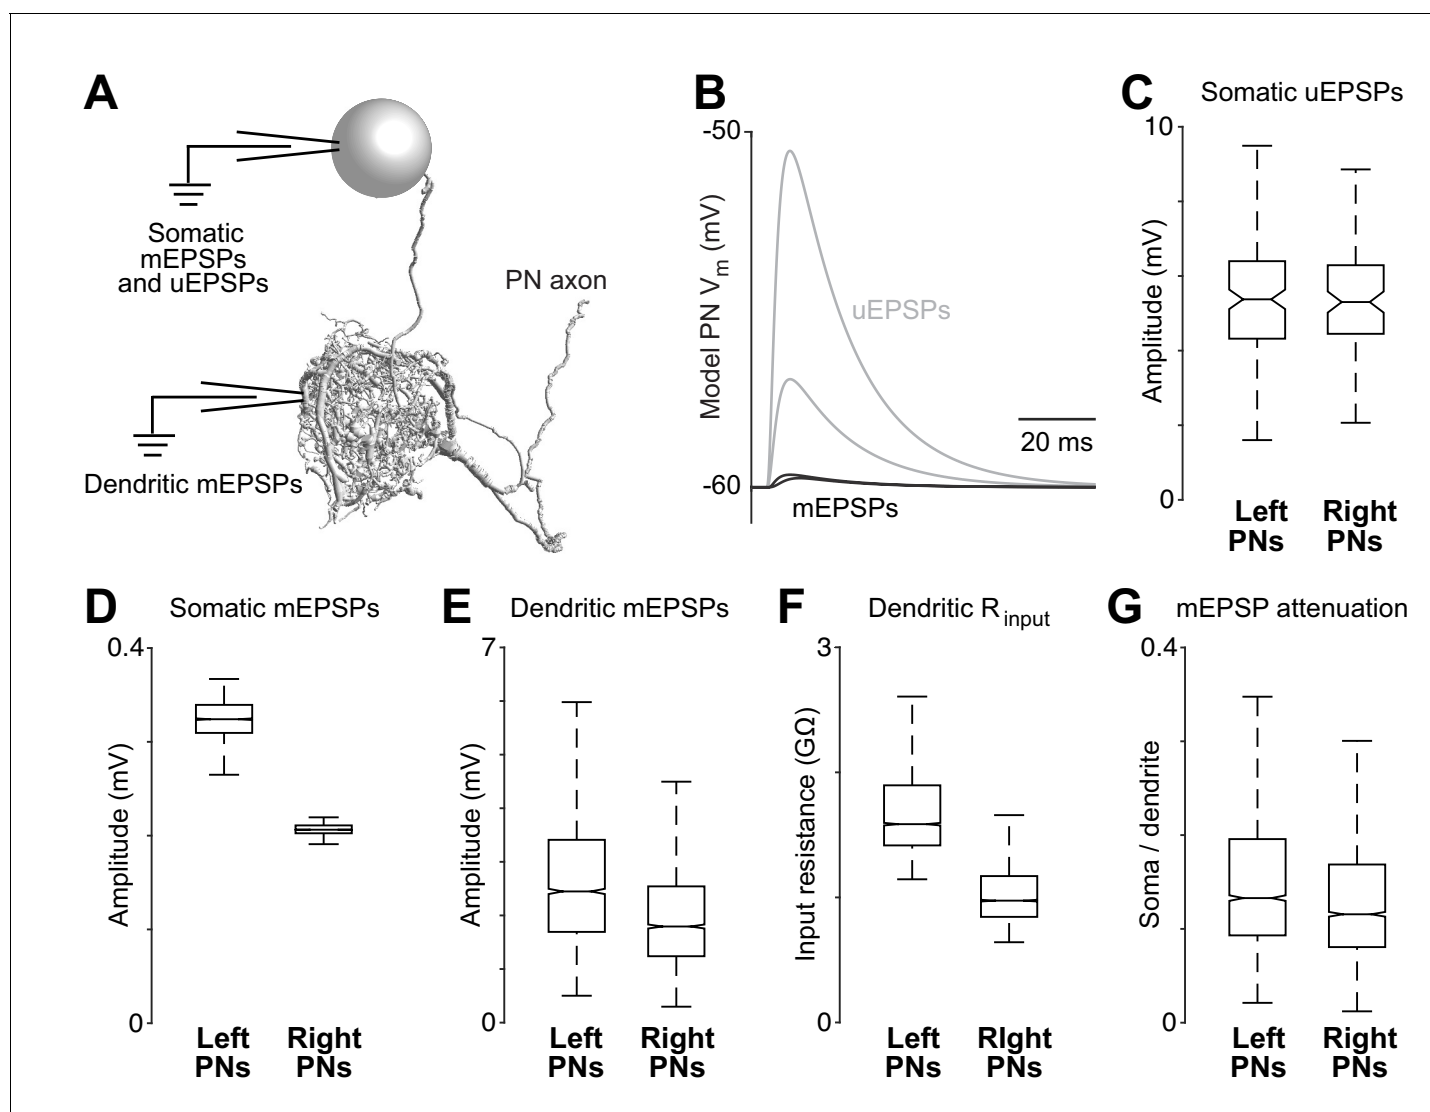 A
Somatic
mEPSPs
and uEPSPs
PN axon
Dendritic mEPSPs
B
-50
Model PN Vm (mV)
uEPSPs
20 ms
-60
mEPSPs
C
Somatic uEPSPs
10
Amplitude (mV)
0
Left
PNs
Right
PNs
D
Somatic mEPSPs
0.4
Amplitude (mV)
0
Left
PNs
Right
PNs
E
Dendritic mEPSPs
7
Amplitude (mV)
0
Left
PNs
Right
PNs
F
Dendritic R input
3
Input resistance (GΩ)
0
Left
PNs
RIght
PNs
G
mEPSP attenuation
0.4
Soma / dendrite
0
Left
PNs
Right
PNs